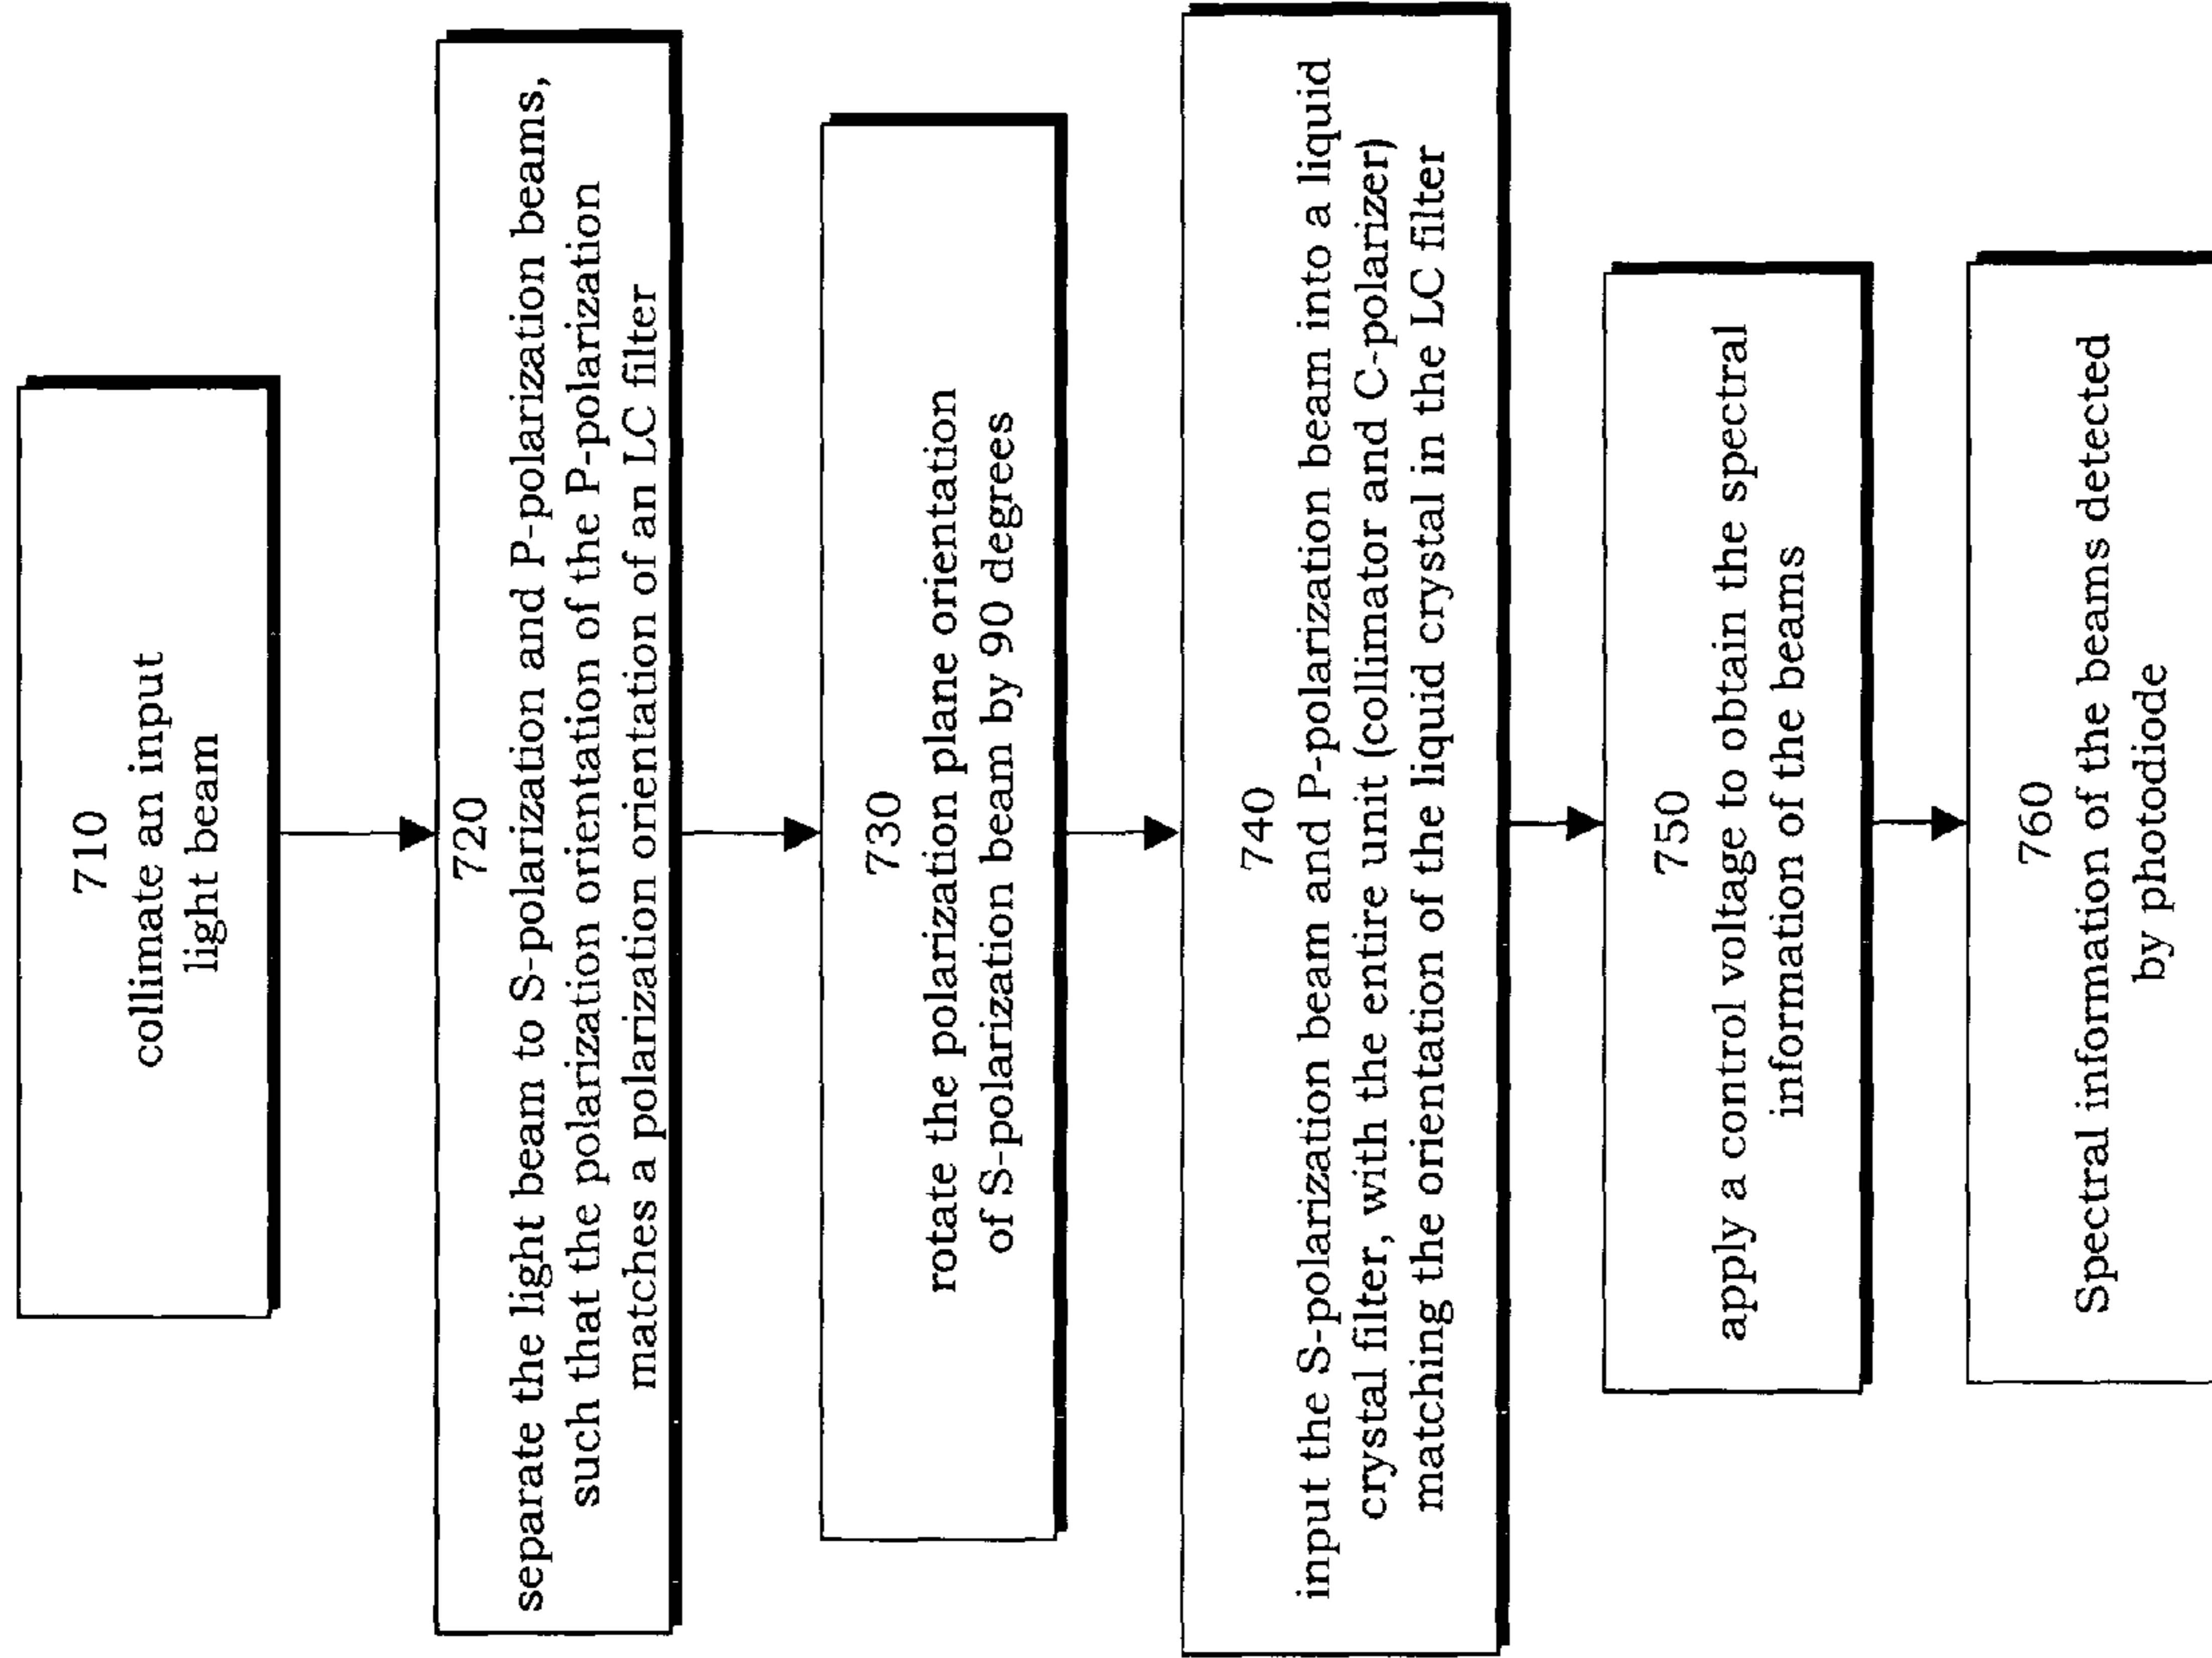 710
collimate an input
light beam
720
separate the light beam to S-polarization and P-polarization beams,
such that the polarization orientation of the P-polarization
matches a polarization orientation of an LC filter
730
rotate the polarization plane orientation
of S-polarization beam by 90 degrees
740
input the S-polarization beam and P-polarization beam into a liquid
crystal filter, with the entire unit (collimator and C-polarizer)
matching the orientation of the liquid crystal in the LC filter
750
apply a control voltage to obtain the spectral
information of the beams
760
Spectral information of the beams detected
by photodiode